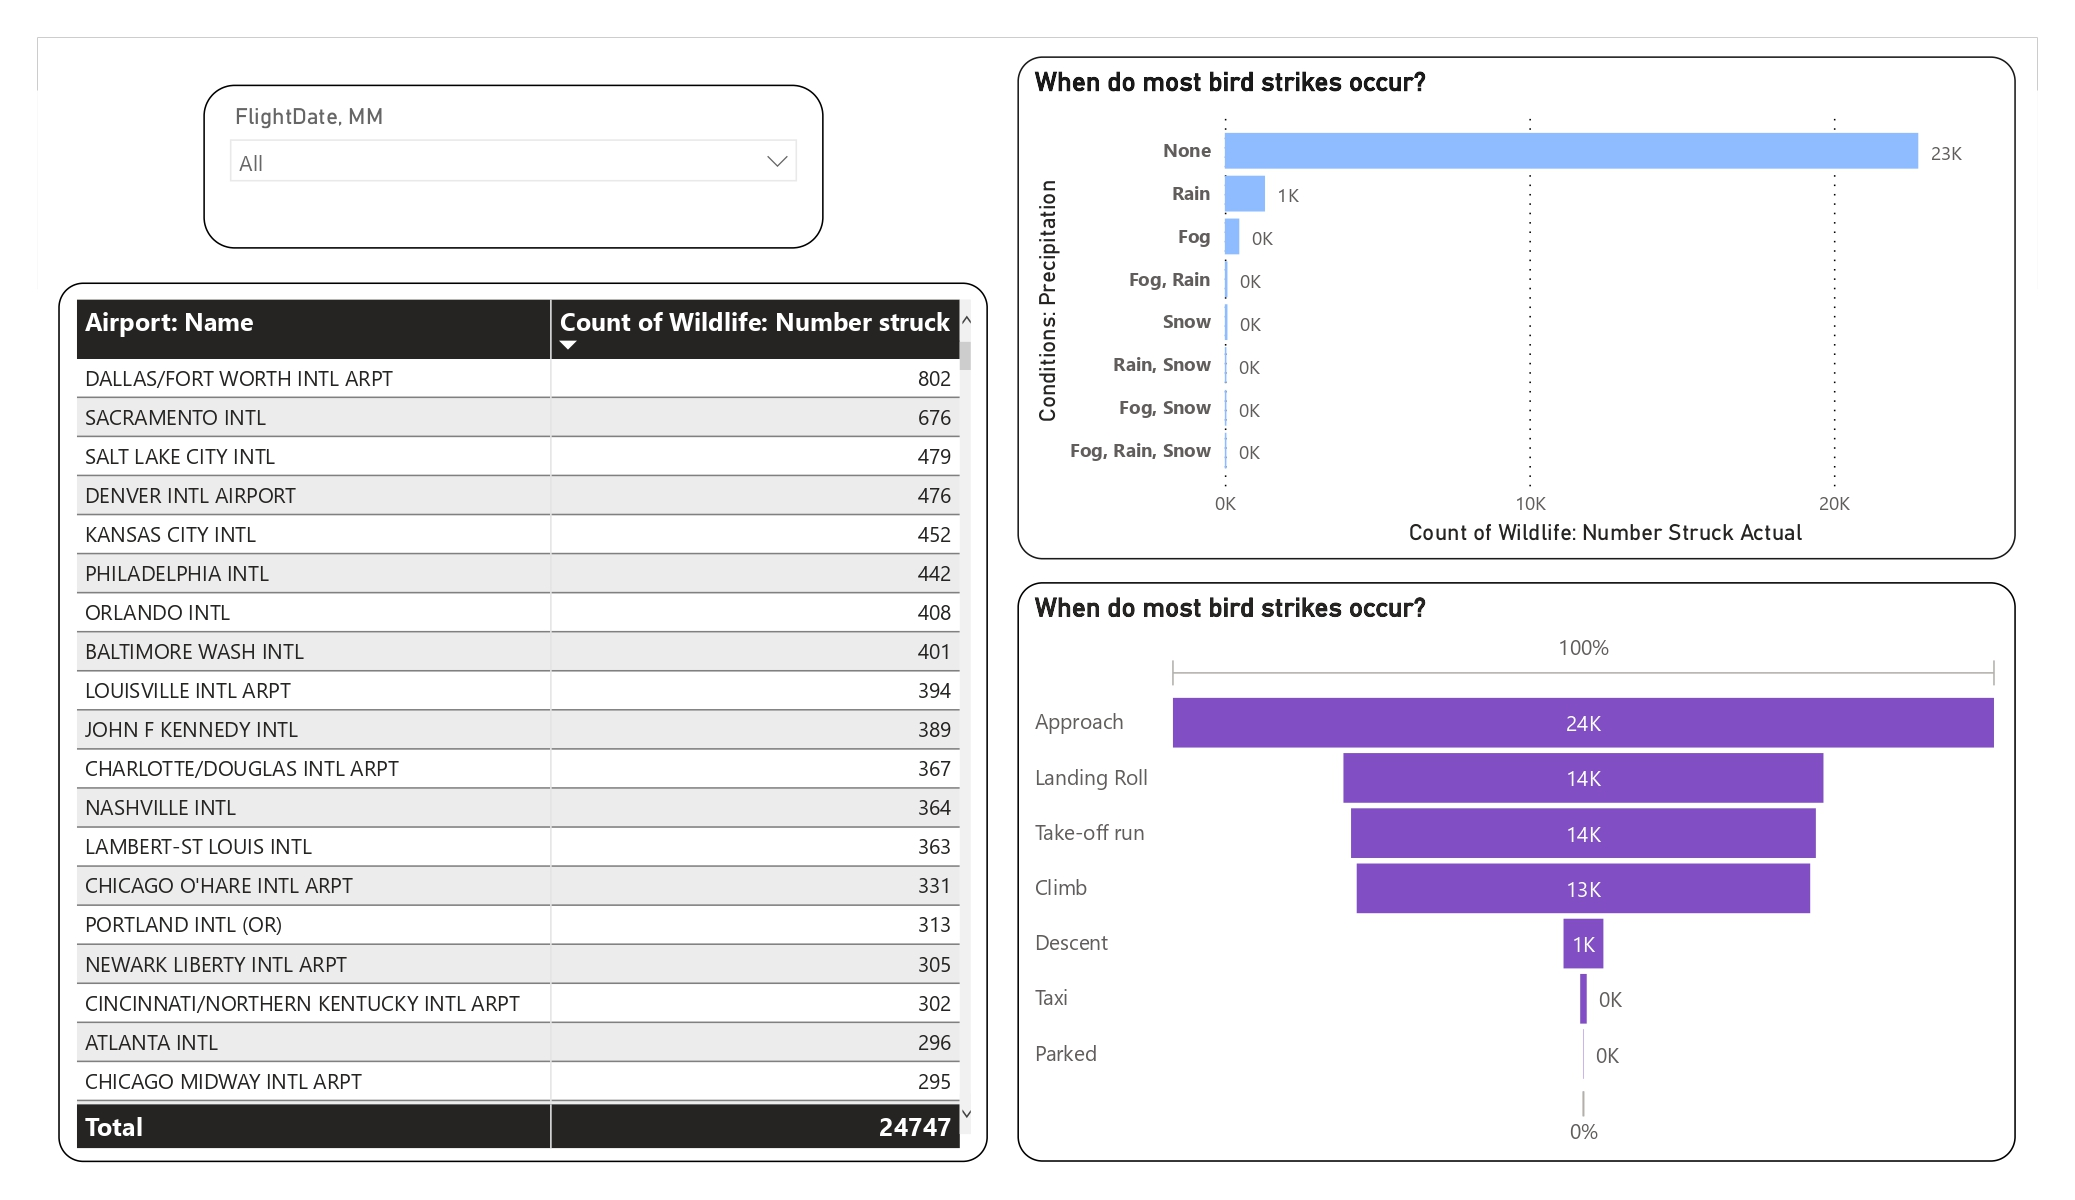 FlightDate, MM
All
Airport: Name Count of Wildlife: Number struck
DALLAS/FORT WORTH INTL ARPT 802
SACRAMENTO INTL 676
SALT LAKE CITY INTL 479
DENVER INTL AIRPORT 476
KANSAS CITY INTL 452
PHILADELPHIA INTL 442
ORLANDO INTL 408
BALTIMORE WASH INTL 401
LOUISVILLE INTL ARPT 394
JOHN F KENNEDY INTL 389
CHARLOTTE/DOUGLAS INTL ARPT 367
NASHVILLE INTL 364
LAMBERT-ST LOUIS INTL 363
CHICAGO O'HARE INTL ARPT 331
PORTLAND INTL (OR) 313
NEWARK LIBERTY INTL ARPT 305
CINCINNATI/NORTHERN KENTUCKY INTL ARPT 302
ATLANTA INTL 296
CHICAGO MIDWAY INTL ARPT 295
Total 24747
When do most bird strikes occur?
Conditions: Precipitation
None 23K
Rain 1K
Fog 0K
Fog, Rain 0K
Snow 0K
Rain, Snow 0K
Fog, Snow 0K
Fog, Rain, Snow 0K
0K 10K 20K
Count of Wildlife: Number Struck Actual
When do most bird strikes occur?
100%
Approach 24K
Landing Roll 14K
Take-off run 14K
Climb 13K
Descent 1K
Taxi 0K
Parked 0K
0%